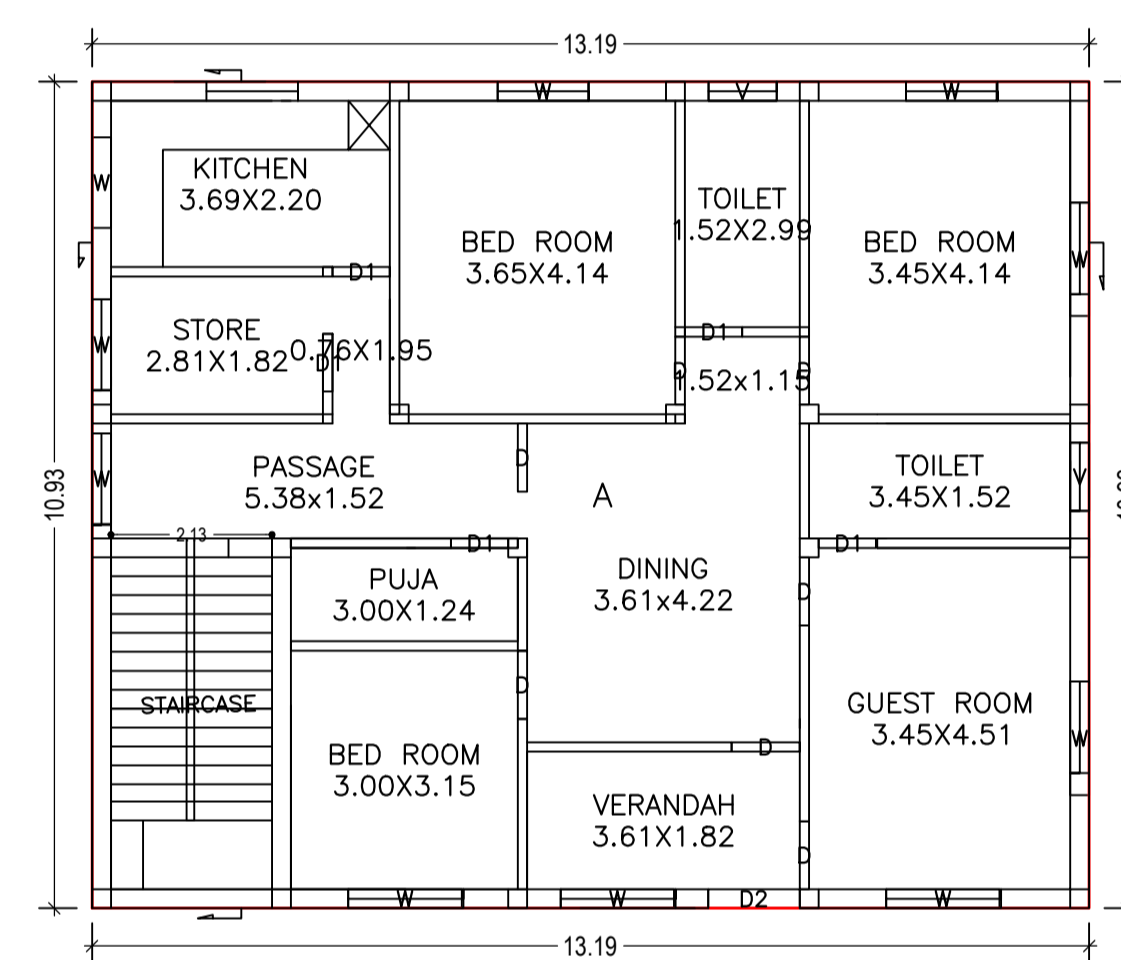 13.19
W
V
W
KITCHEN
3.69X2.20
W
TOILET
1.52X2.99
BED ROOM
3.65X4.14
BED ROOM
3.45X4.14
W
D1
STORE
2.81X1.82
0.76X1.95
D1
W
D1
D
D
1.52x1.15
PASSAGE
5.38x1.52
W
D
A
TOILET
3.45X1.52
V
10.93
2.13
D1
D1
PUJA
3.00X1.24
DINING
3.61x4.22
D
D
STAIRCASE
GUEST ROOM
3.45X4.51
W
BED ROOM
3.00X3.15
D
VERANDAH
3.61X1.82
D
W
W
D2
W
13.19